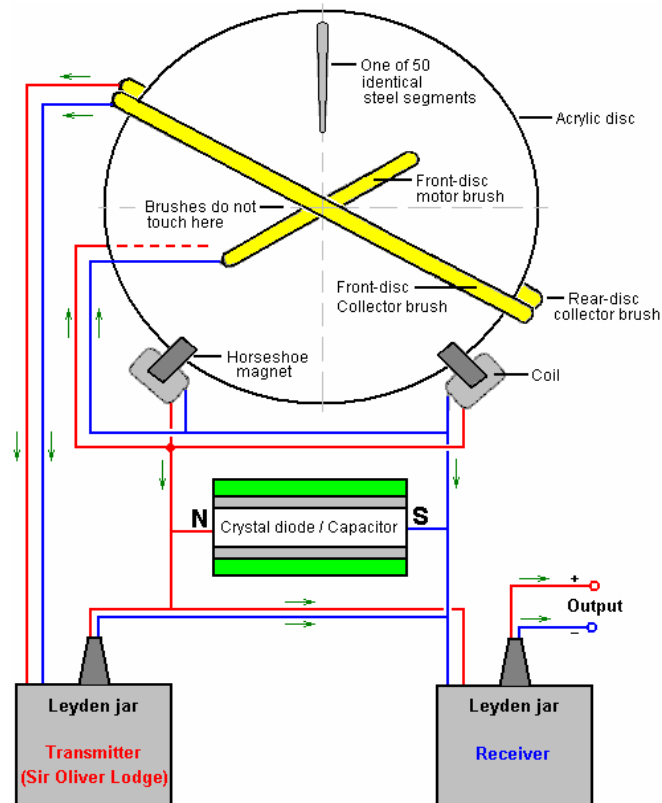 One of 50
identical
steel segments
Acrylic disc
Front-disc
motor brush
Brushes do not
touch here
Front-disc
Collector brush
Rear-disc
collector brush
Horseshoe
magnet
Coil
N
Crystal diode / Capacitor
S
+
Output
–
Leyden jar
Transmitter
(Sir Oliver Lodge)
Leyden jar
Receiver